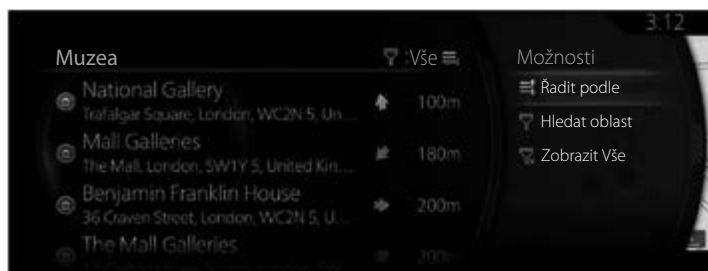 3:12
Muzea
Vše
National Gallery
Trafalgar Square, London, WC2N 5, Un...
100m
Mall Galleries
The Mall, London, SW1Y 5, United Kin...
180m
Benjamin Franklin House
36 Craven Street, London, WC2N 5, U...
200m
The Mall Galleries
200m
Možnosti
Řadit podle
Hledat oblast
Zobrazit Vše